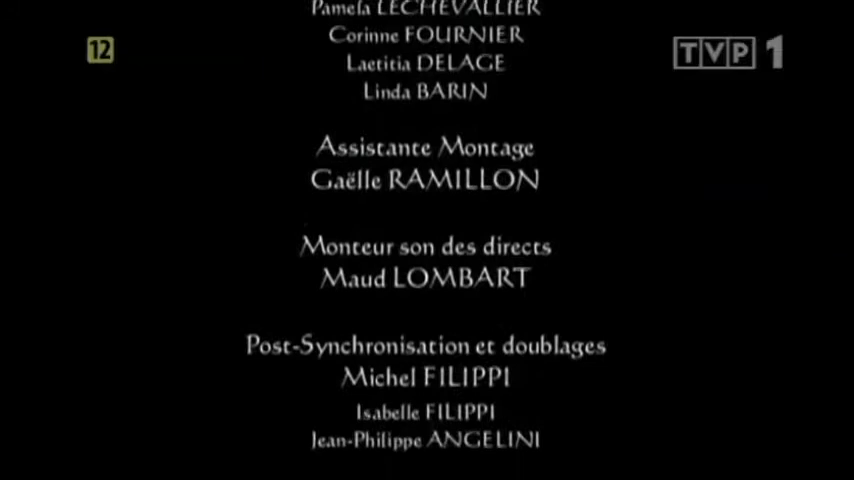 Pamela LECHEVALLIER
12
Corinne FOURNIER
TVP 1
Laetitia DELAGE
Linda BARIN
Assistante Montage
Gaëlle RAMILLON
Monteur son des directs
Maud LOMBART
Post-Synchronisation et doublages
Michel FILIPPI
Isabelle FILIPPI
Jean-Philippe ANGELINI